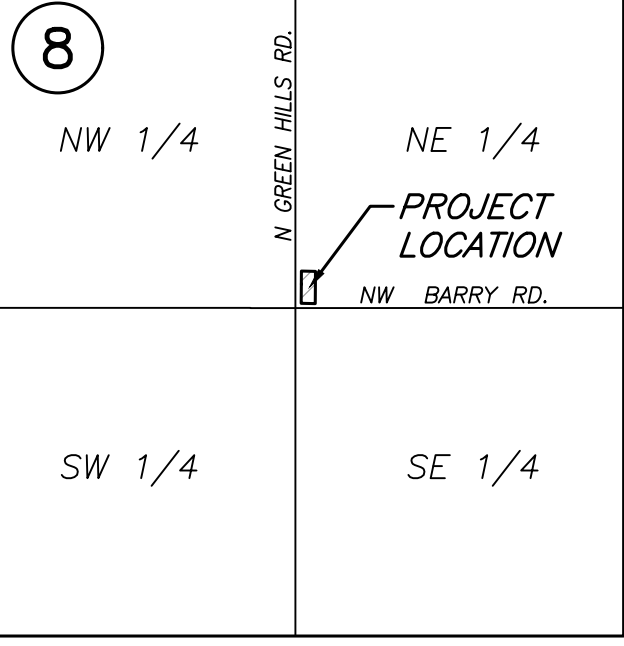 8
NW 1/4
N GREEN HILLS RD.
NE 1/4
PROJECT
LOCATION
NW BARRY RD.
SW 1/4
SE 1/4